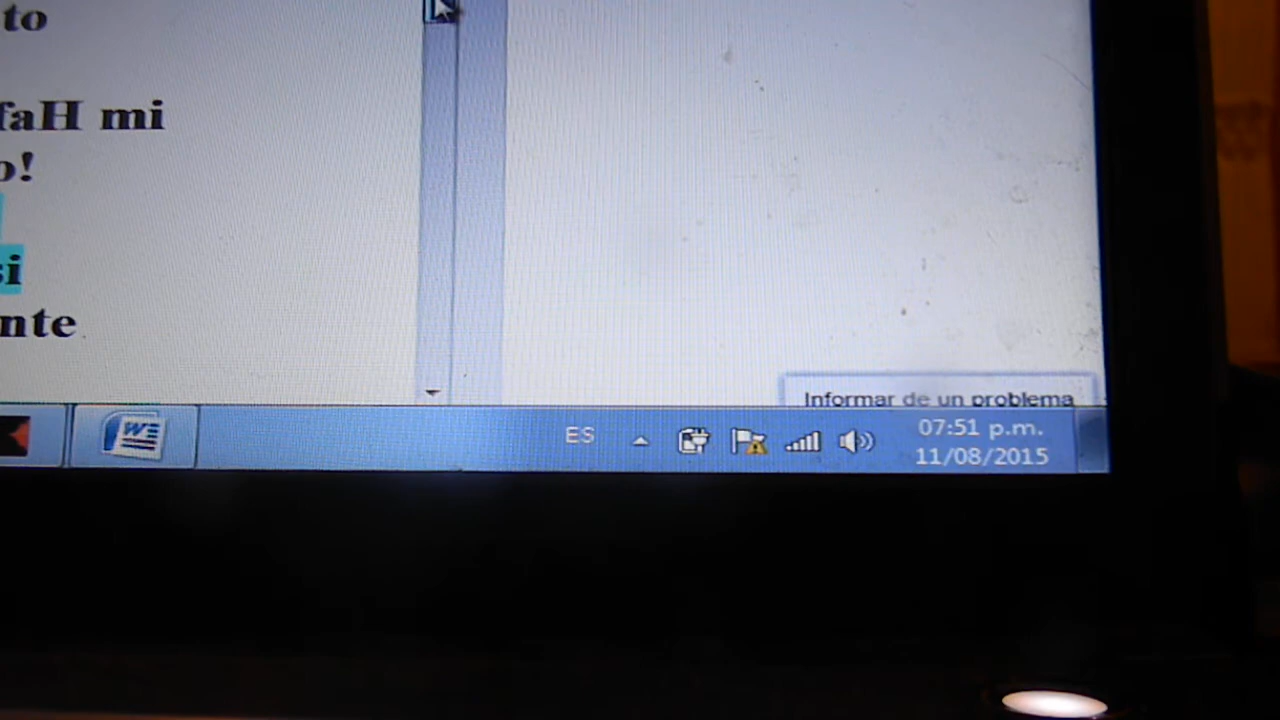 to
faH mi
o!
si
nte
Informar de un problema
W
ES
07:51 p.m.
11/08/2015